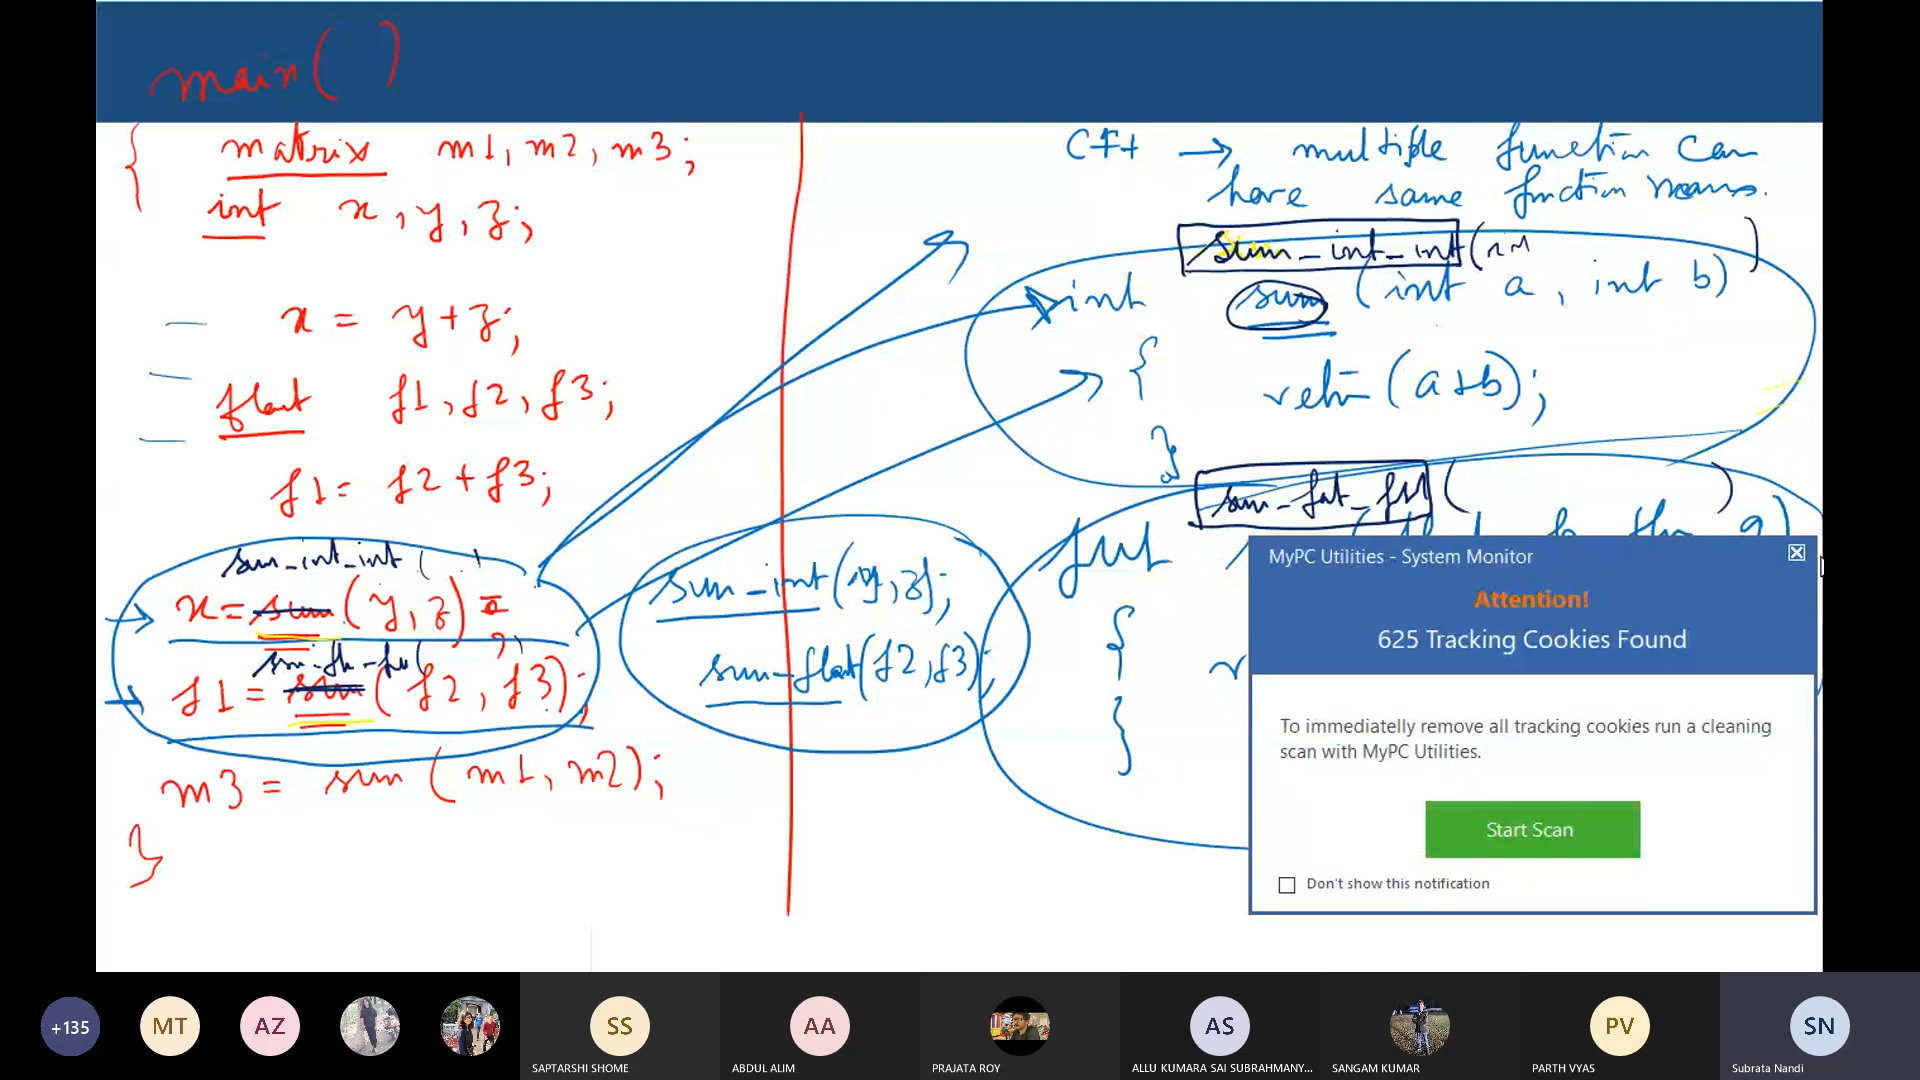 main( )
{ matrix m1, m2, m3;
int x, y, z;
x = y+z;
float f1, f2, f3;
f1= f2 + f3;
sum_int_int (
x= sum (y, z)
f1= sum ( f2, f3);
m3 = sum ( m1, m2);
}
sum_int( y, z);
sum_float(f2, f3);
C++ → multiple function can
have same function
sum_int_int (
int sum (int a, int b)
{ return (a+b);
}
{
}
MyPC Utilities - System Monitor
Attention!
625 Tracking Cookies Found
To immediatelly remove all tracking cookies run a cleaning
scan with MyPC Utilities.
Start Scan
Don't show this notification
+135
MT
AZ
SS
SAPTARSHI SHOME
AA
ABDUL ALIM
PRAJATA ROY
AS
ALLU KUMARA SAI SUBRAHMANY...
SANGAM KUMAR
PV
PARTH VYAS
SN
Subrata Nandi